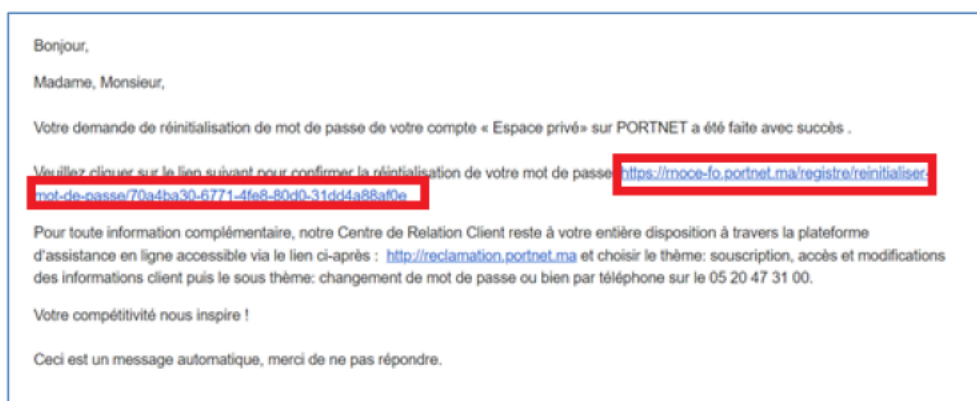 Bonjour,
Madame, Monsieur,
Votre demande de réinitialisation de mot de passe de votre compte « Espace privé» sur PORTNET a été faite avec succès .
Veuillez cliquer sur le lien suivant pour confirmer la réintialisation de votre mot de passe https://rnoce-fo.portnet.ma/registre/reinitialiser-
mot-de-passe/70a4ba30-6771-4fe8-80d0-31dd4a88af0e
Pour toute information complémentaire, notre Centre de Relation Client reste à votre entière disposition à travers la plateforme
d'assistance en ligne accessible via le lien ci-après : http://reclamation.portnet.ma et choisir le thème: souscription, accès et modifications
des informations client puis le sous thème: changement de mot de passe ou bien par téléphone sur le 05 20 47 31 00.
Votre compétitivité nous inspire !
Ceci est un message automatique, merci de ne pas répondre.